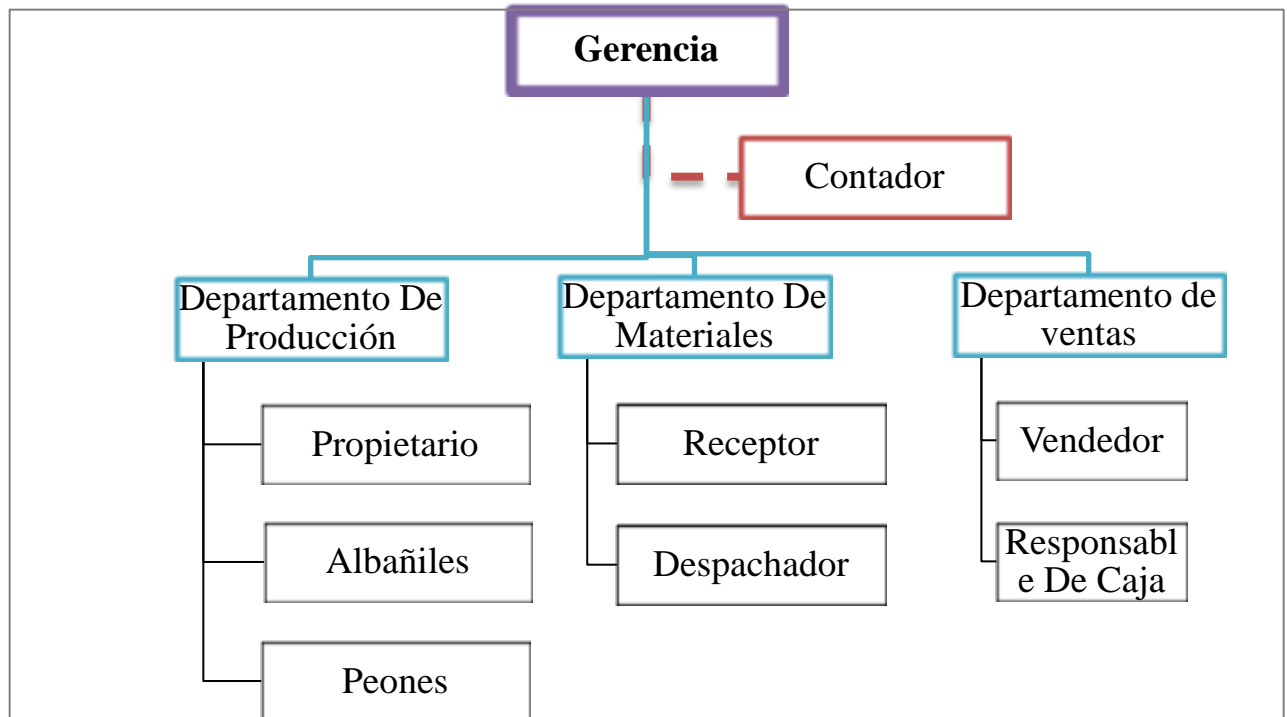 Gerencia
Contador
Departamento De
Producción
Departamento De
Materiales
Departamento de
ventas
Propietario
Receptor
Vendedor
Albañiles
Despachador
Responsabl
e De Caja
Peones